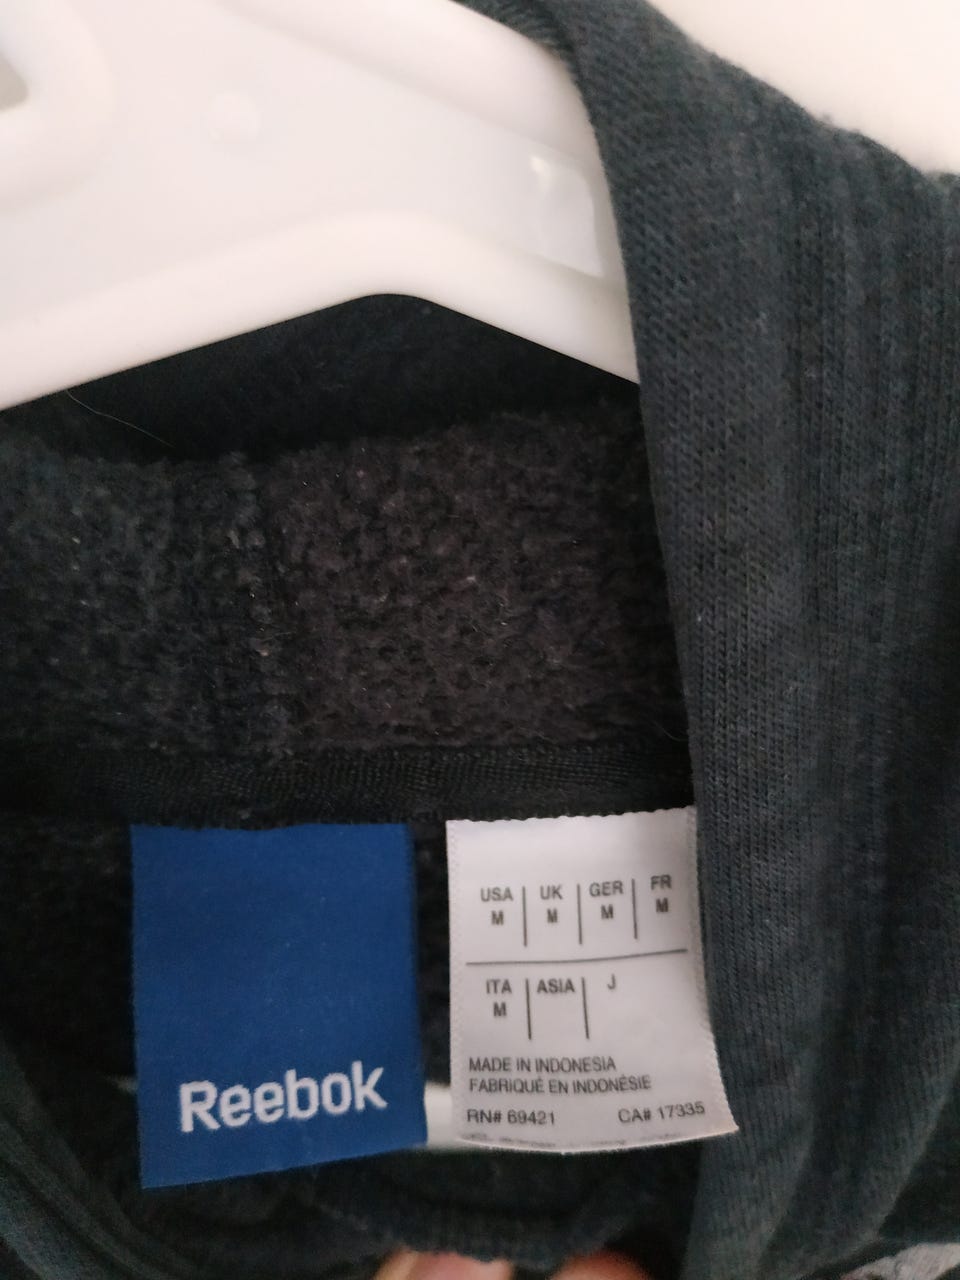 Reebok
USA UK GER FR
M M M M
ITA ASIA J
M
MADE IN INDONESIA
FABRIQUÉ EN INDONÉSIE
RN# 69421 CA# 17335